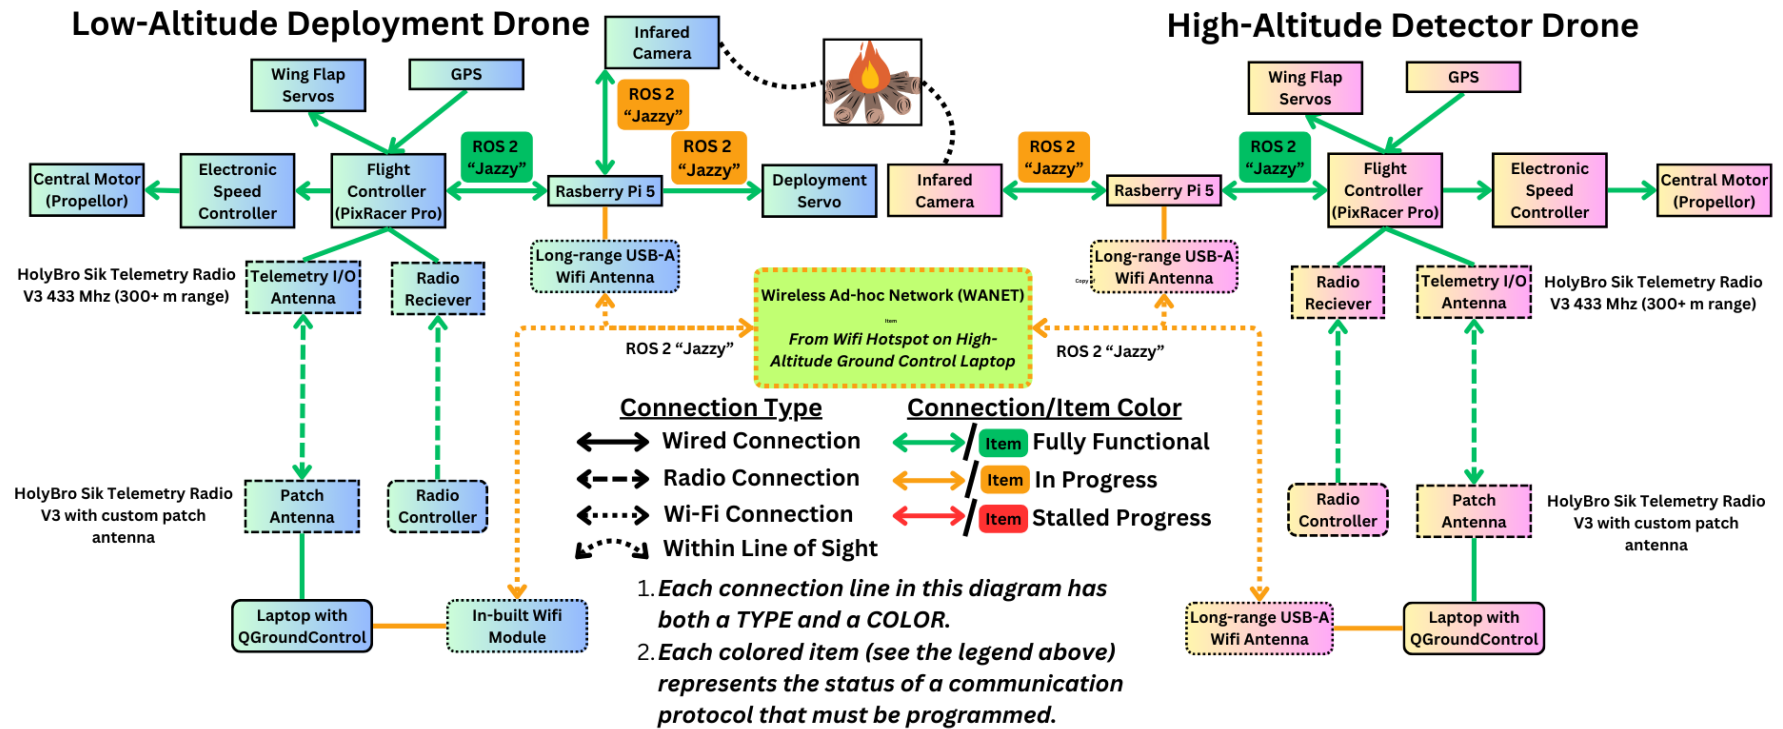 Low-Altitude Deployment Drone
High-Altitude Detector Drone
Infared
Camera
Wing Flap
Servos
GPS
ROS 2
“Jazzy”
ROS 2
“Jazzy”
ROS 2
“Jazzy”
Central Motor
(Propellor)
Electronic
Speed
Controller
Flight
Controller
(PixRacer Pro)
Rasberry Pi 5
Deployment
Servo
Wing Flap
Servos
GPS
Infared
Camera
ROS 2
“Jazzy”
Rasberry Pi 5
ROS 2
“Jazzy”
Flight
Controller
(PixRacer Pro)
Electronic
Speed
Controller
Central Motor
(Propellor)
HolyBro Sik Telemetry Radio
V3 433 Mhz (300+ m range)
Telemetry I/O
Antenna
Radio
Reciever
Long-range USB-A
Wifi Antenna
Wireless Ad-hoc Network (WANET)
Item
From Wifi Hotspot on High-
Altitude Ground Control Laptop
Copy
Long-range USB-A
Wifi Antenna
Radio
Reciever
Telemetry I/O
Antenna
HolyBro Sik Telemetry Radio
V3 433 Mhz (300+ m range)
ROS 2 “Jazzy”
ROS 2 “Jazzy”
Connection Type
Wired Connection
Radio Connection
Wi-Fi Connection
Within Line of Sight
Connection/Item Color
Item Fully Functional
Item In Progress
Item Stalled Progress
HolyBro Sik Telemetry Radio
V3 with custom patch
antenna
Patch
Antenna
Radio
Controller
Radio
Controller
Patch
Antenna
HolyBro Sik Telemetry Radio
V3 with custom patch
antenna
Laptop with
QGroundControl
In-built Wifi
Module
1. Each connection line in this diagram has
both a TYPE and a COLOR.
2. Each colored item (see the legend above)
represents the status of a communication
protocol that must be programmed.
Long-range USB-A
Wifi Antenna
Laptop with
QGroundControl